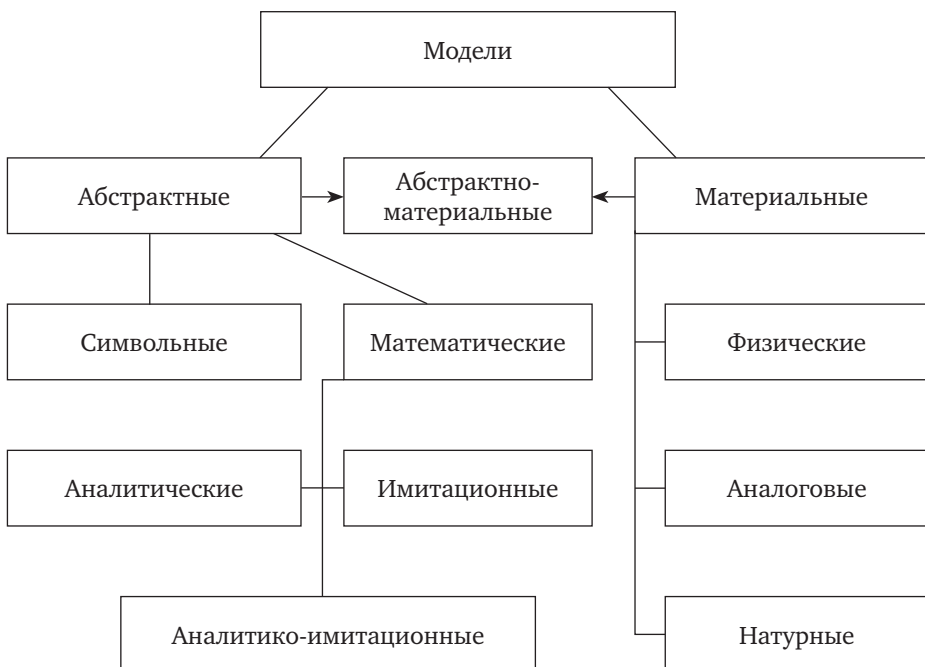 Модели
Абстрактные
Абстрактно-
материальные
Материальные
Символьные
Математические
Физические
Аналитические
Имитационные
Аналоговые
Аналитико-имитационные
Натурные